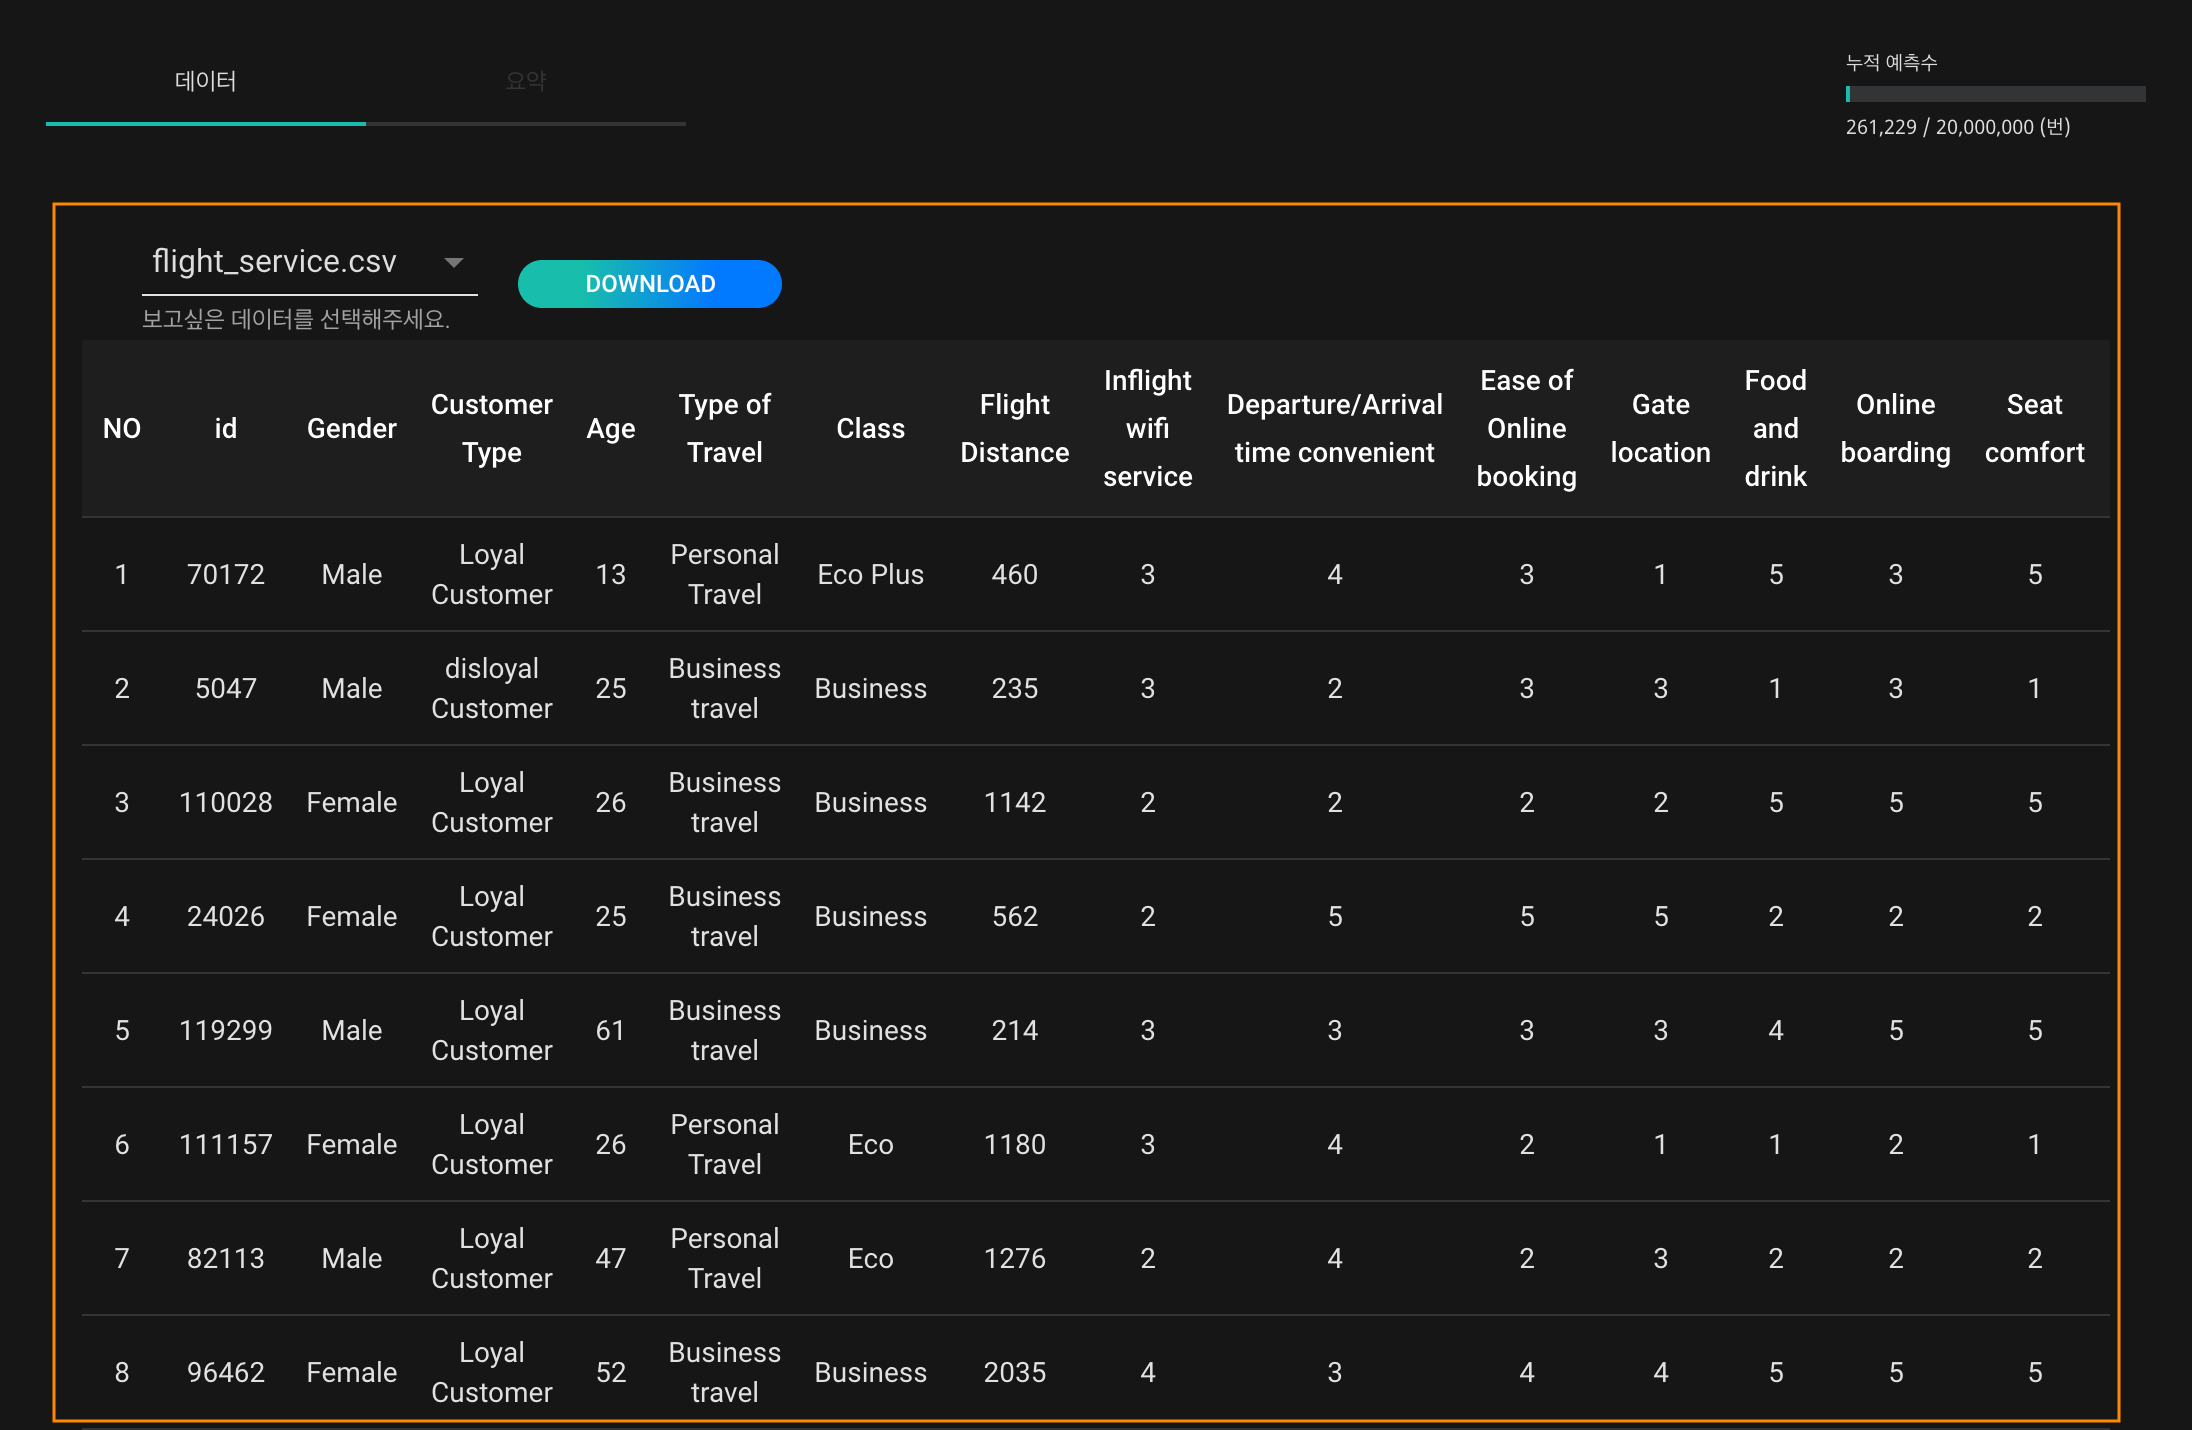 데이터 요약
누적 예측수
261,229 / 20,000,000 (번)
flight_service.csv DOWNLOAD
보고싶은 데이터를 선택해주세요.
NO id Gender Customer Type Age Type of Travel Class Flight Distance Inflight wifi service Departure/Arrival time convenient Ease of Online booking Gate location Food and drink Online boarding Seat comfort
1 70172 Male Loyal Customer 13 Personal Travel Eco Plus 460 3 4 3 1 5 3 5
2 5047 Male disloyal Customer 25 Business travel Business 235 3 2 3 3 1 3 1
3 110028 Female Loyal Customer 26 Business travel Business 1142 2 2 2 2 5 5 5
4 24026 Female Loyal Customer 25 Business travel Business 562 2 5 5 5 2 2 2
5 119299 Male Loyal Customer 61 Business travel Business 214 3 3 3 3 4 5 5
6 111157 Female Loyal Customer 26 Personal Travel Eco 1180 3 4 2 1 1 2 1
7 82113 Male Loyal Customer 47 Personal Travel Eco 1276 2 4 2 3 2 2 2
8 96462 Female Loyal Customer 52 Business travel Business 2035 4 3 4 4 5 5 5